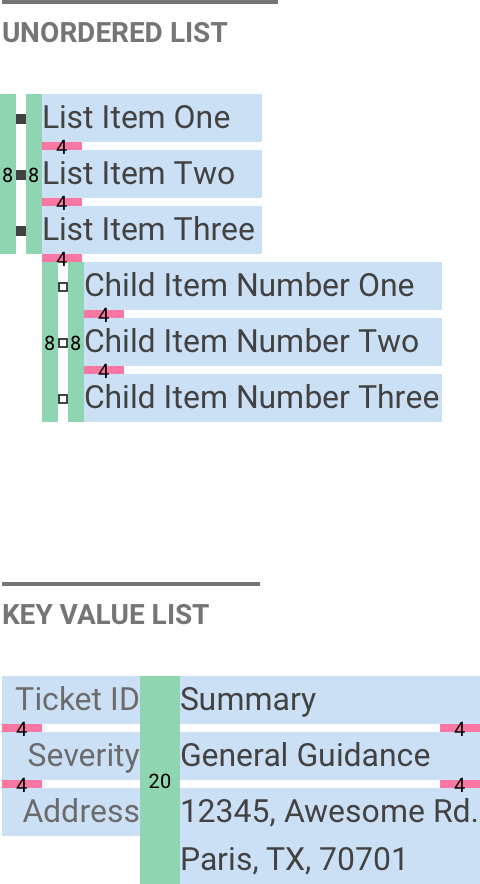 UNORDERED LIST
List Item One
4
8 8 List Item Two
4
List Item Three
4
Child Item Number One
4
8 8 Child Item Number Two
4
Child Item Number Three
KEY VALUE LIST
Ticket ID Summary
4 4
Severity General Guidance
20
4 4
Address 12345, Awesome Rd.
Paris, TX, 70701